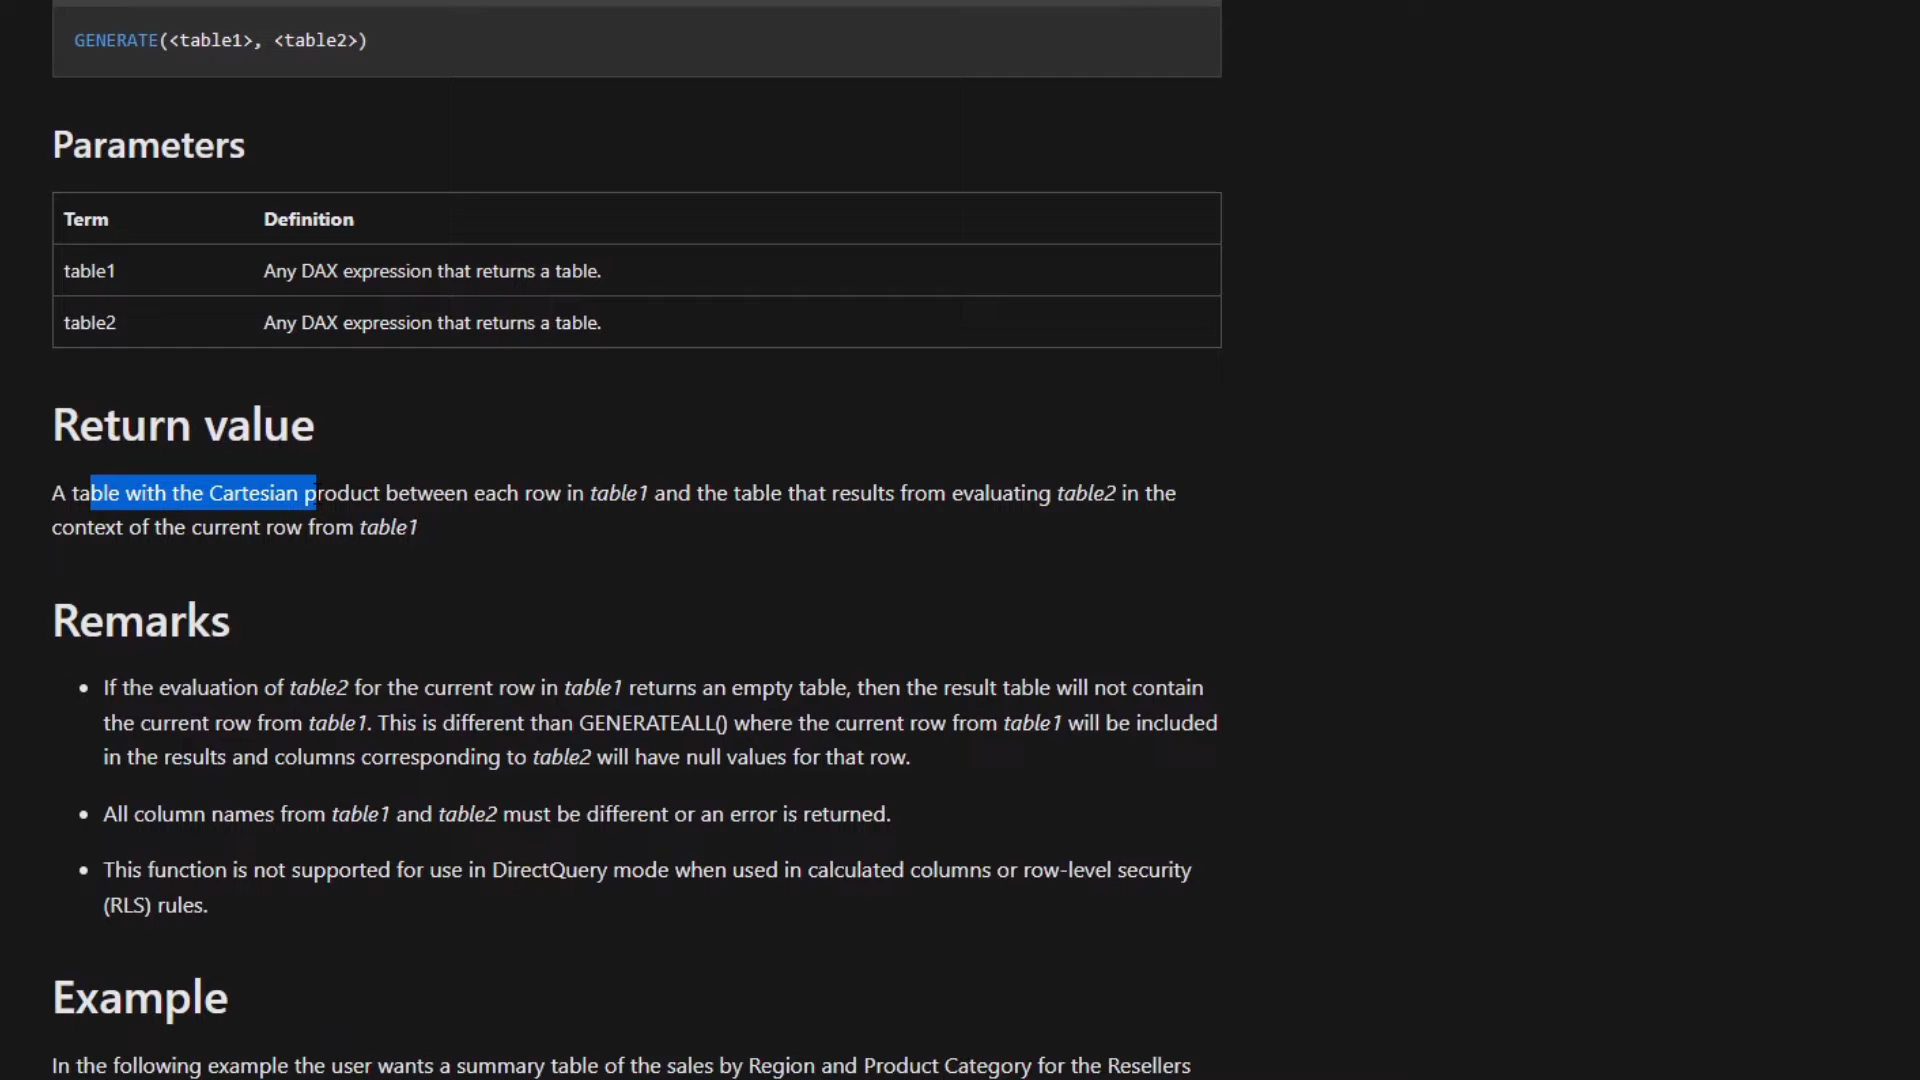 GENERATE(<table1>, <table2>)
Parameters
Term Definition
table1 Any DAX expression that returns a table.
table2 Any DAX expression that returns a table.
Return value
A table with the Cartesian product between each row in table1 and the table that results from evaluating table2 in the
context of the current row from table1
Remarks
• If the evaluation of table2 for the current row in table1 returns an empty table, then the result table will not contain
the current row from table1. This is different than GENERATEALL() where the current row from table1 will be included
in the results and columns corresponding to table2 will have null values for that row.
• All column names from table1 and table2 must be different or an error is returned.
• This function is not supported for use in DirectQuery mode when used in calculated columns or row-level security
(RLS) rules.
Example
In the following example the user wants a summary table of the sales by Region and Product Category for the Resellers